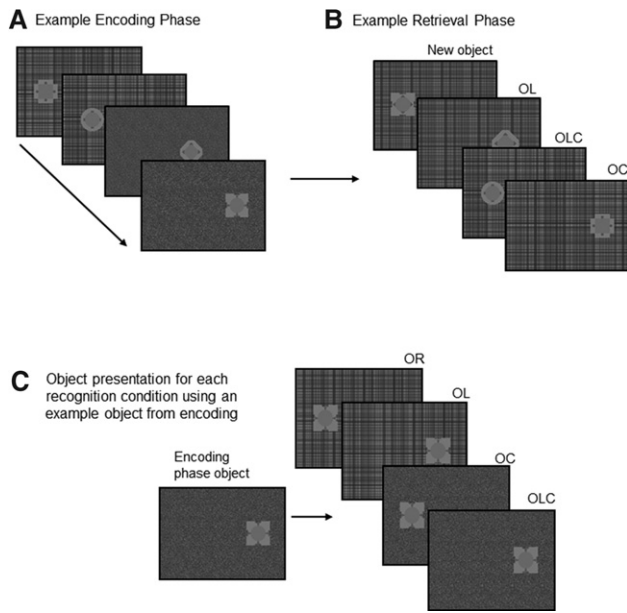 A Example Encoding Phase
B Example Retrieval Phase
New object
OL
OLC
OC
C Object presentation for each
recognition condition using an
example object from encoding
Encoding
phase object
OR
OL
OC
OLC